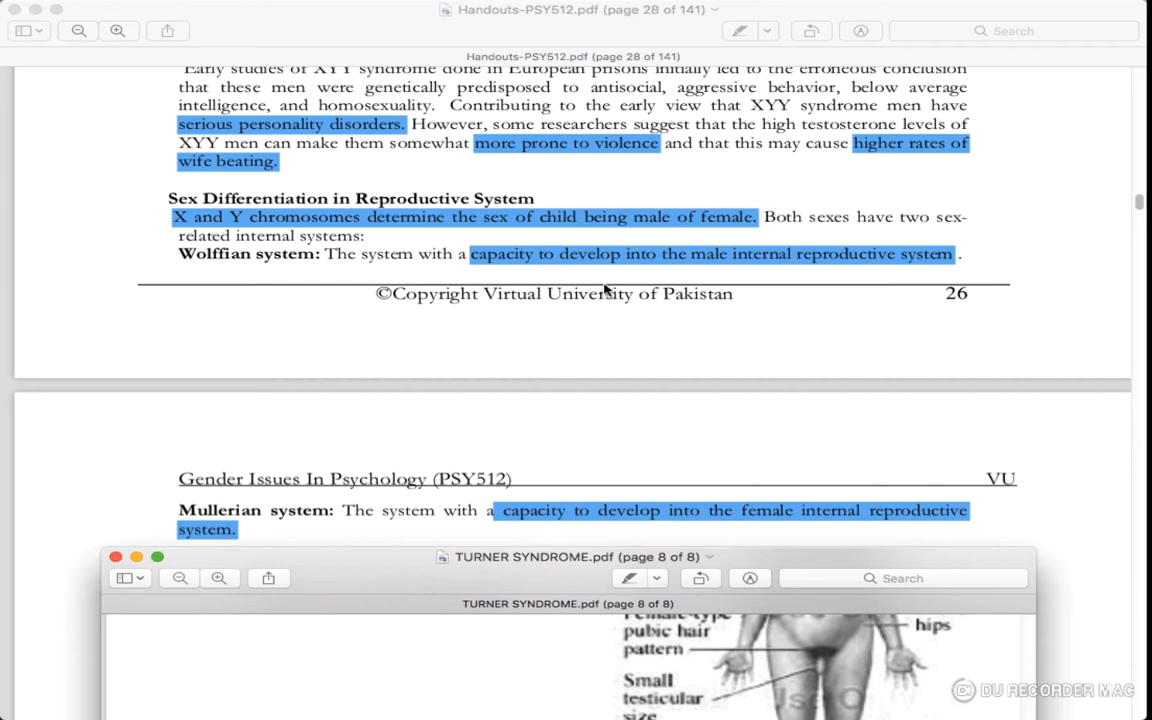 Handouts-PSY512.pdf (page 28 of 141)
Search
Handouts-PSY512.pdf (page 28 of 141)
Early studies of XYY syndrome done in European prisons initially led to the erroneous conclusion
that these men were genetically predisposed to antisocial, aggressive behavior, below average
intelligence, and homosexuality. Contributing to the early view that XYY syndrome men have
serious personality disorders. However, some researchers suggest that the high testosterone levels of
XYY men can make them somewhat more prone to violence and that this may cause higher rates of
wife beating.
Sex Differentiation in Reproductive System
X and Y chromosomes determine the sex of child being male of female. Both sexes have two sex-
related internal systems:
Wolffian system: The system with a capacity to develop into the male internal reproductive system .
©Copyright Virtual University of Pakistan 26
Gender Issues In Psychology (PSY512) VU
Mullerian system: The system with a capacity to develop into the female internal reproductive
system.
TURNER SYNDROME.pdf (page 8 of 8)
Search
TURNER SYNDROME.pdf (page 8 of 8)
Female-type
pubic hair
pattern
hips
Small
testicular
size
DU RECORDER MAC